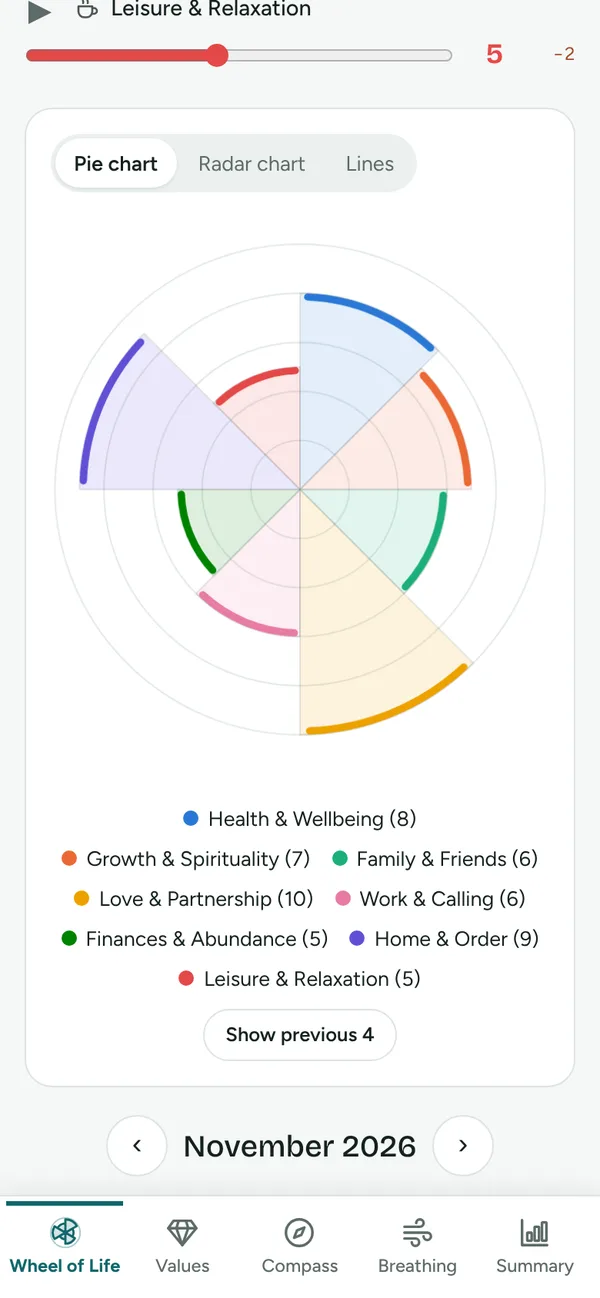 Leisure & Relaxation
5 -2
Pie chart Radar chart Lines
Health & Wellbeing (8)
Growth & Spirituality (7) Family & Friends (6)
Love & Partnership (10) Work & Calling (6)
Finances & Abundance (5) Home & Order (9)
Leisure & Relaxation (5)
Show previous 4
‹ November 2026 ›
Wheel of Life Values Compass Breathing Summary